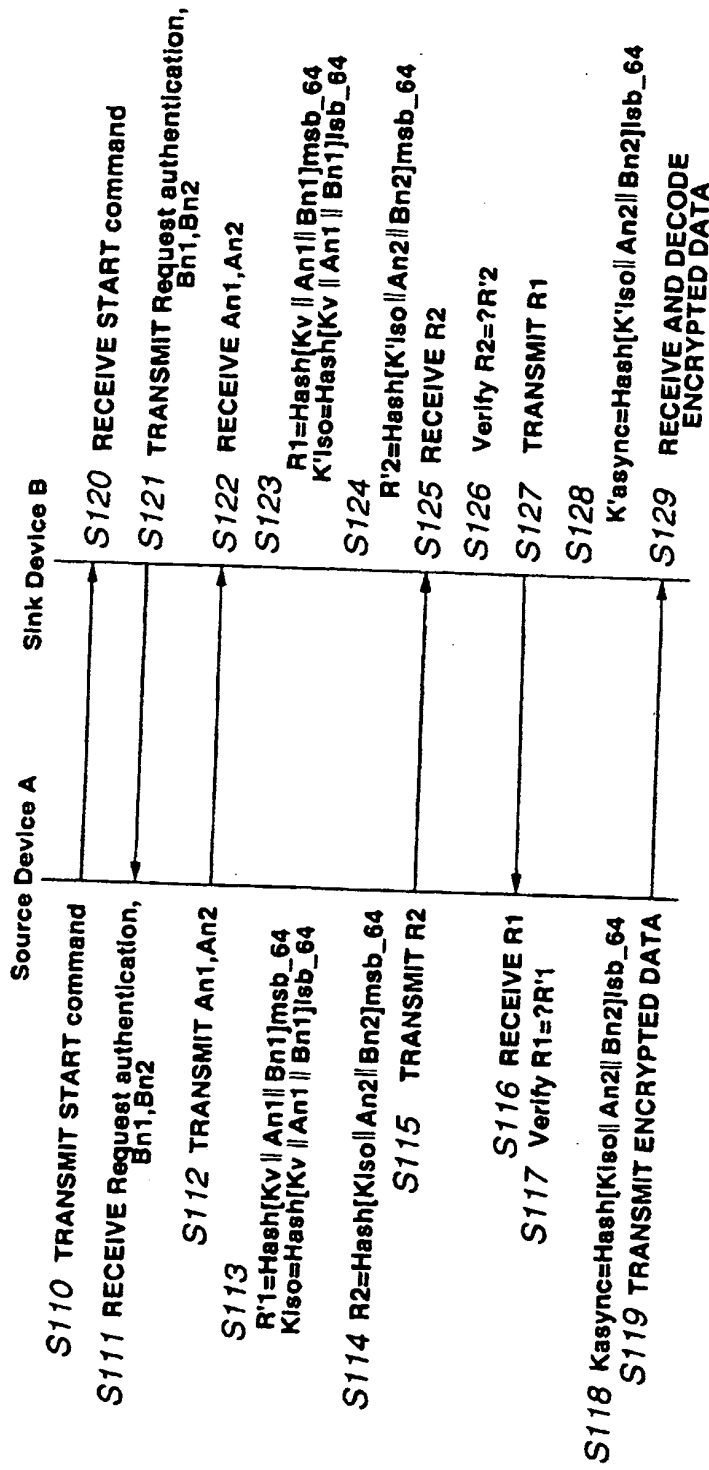 Source Device A
Sink Device B
S110 TRANSMIT START command
S111 RECEIVE Request authentication,
Bn1,Bn2
S112 TRANSMIT An1,An2
S113
R'1=Hash[Kv || An1|| Bn1]msb_64
Kiso=Hash[Kv || An1 || Bn1]lsb_64
S114 R2=Hash[Kiso|| An2|| Bn2]msb_64
S115 TRANSMIT R2
S116 RECEIVE R1
S117 Verify R1=?R'1
S118 Kasync=Hash[Kiso|| An2|| Bn2]lsb_64
S119 TRANSMIT ENCRYPTED DATA
S120 RECEIVE START command
S121 TRANSMIT Request authentication,
Bn1,Bn2
S122 RECEIVE An1,An2
S123
R1=Hash[Kv || An1|| Bn1]msb_64
K'iso=Hash[Kv || An1 || Bn1]lsb_64
S124
R'2=Hash[K'iso|| An2|| Bn2]msb_64
S125 RECEIVE R2
S126 Verify R2=?R'2
S127 TRANSMIT R1
S128
K'async=Hash[K'iso|| An2|| Bn2]lsb_64
S129 RECEIVE AND DECODE
ENCRYPTED DATA